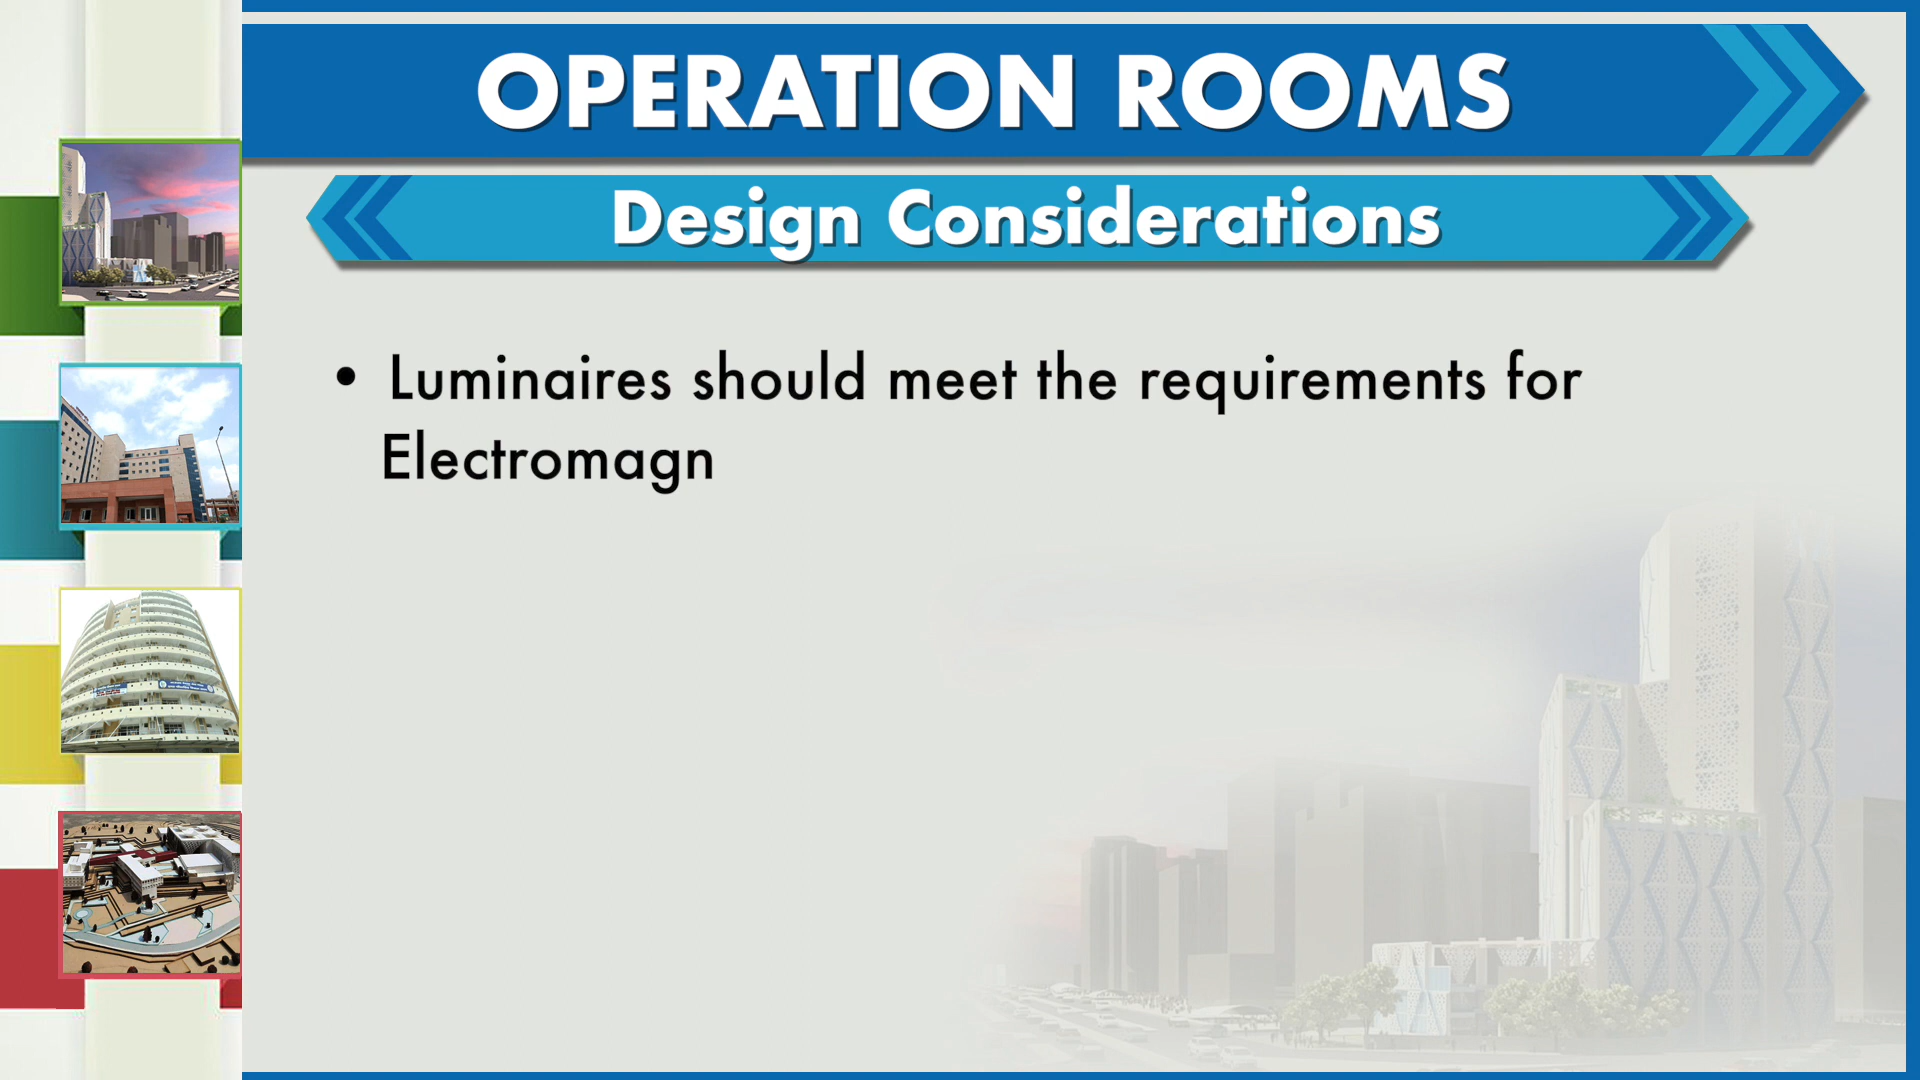 OPERATION ROOMS
Design Considerations
• Luminaires should meet the requirements for
Electromagn